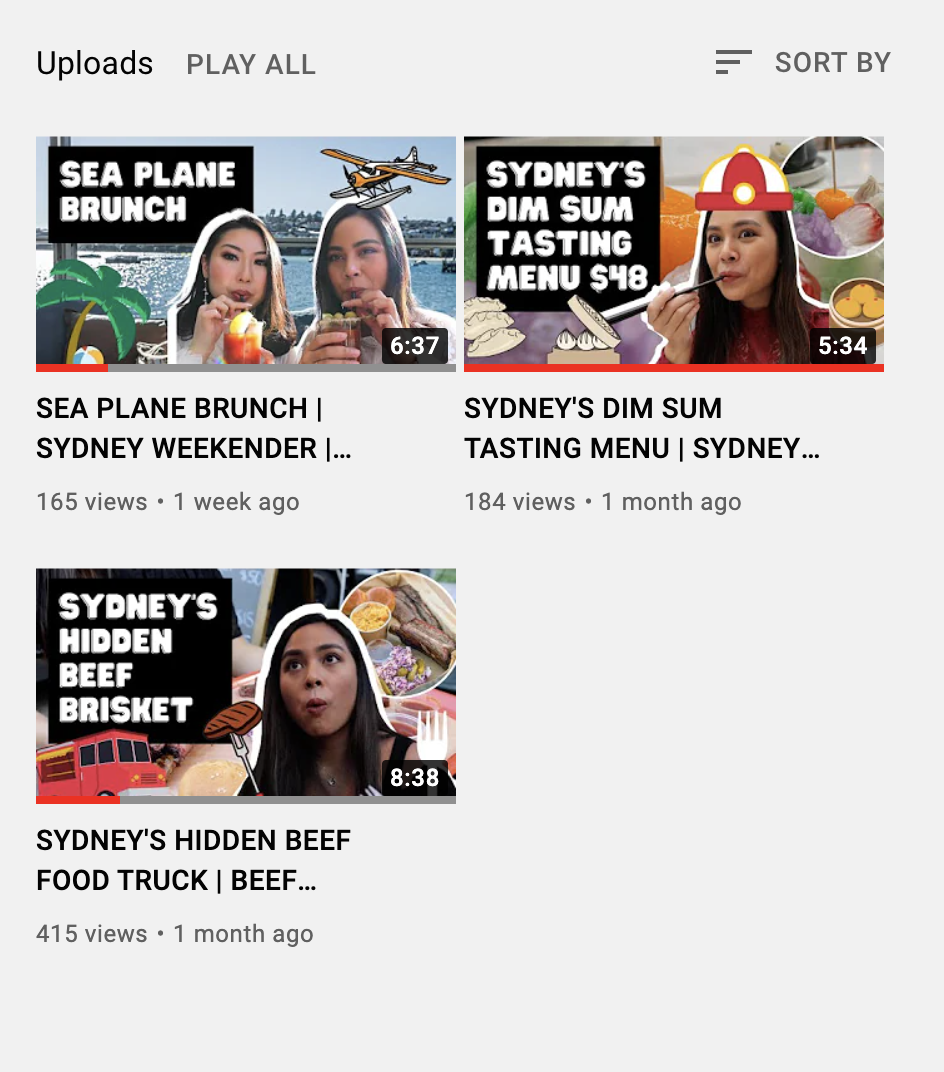 Uploads PLAY ALL SORT BY
SEA PLANE
BRUNCH
6:37
SEA PLANE BRUNCH |
SYDNEY WEEKENDER |...
165 views • 1 week ago
SYDNEY'S
DIM SUM
TASTING
MENU $48
5:34
SYDNEY'S DIM SUM
TASTING MENU | SYDNEY...
184 views • 1 month ago
SYDNEY'S
HIDDEN
BEEF
BRISKET
8:38
SYDNEY'S HIDDEN BEEF
FOOD TRUCK | BEEF...
415 views • 1 month ago